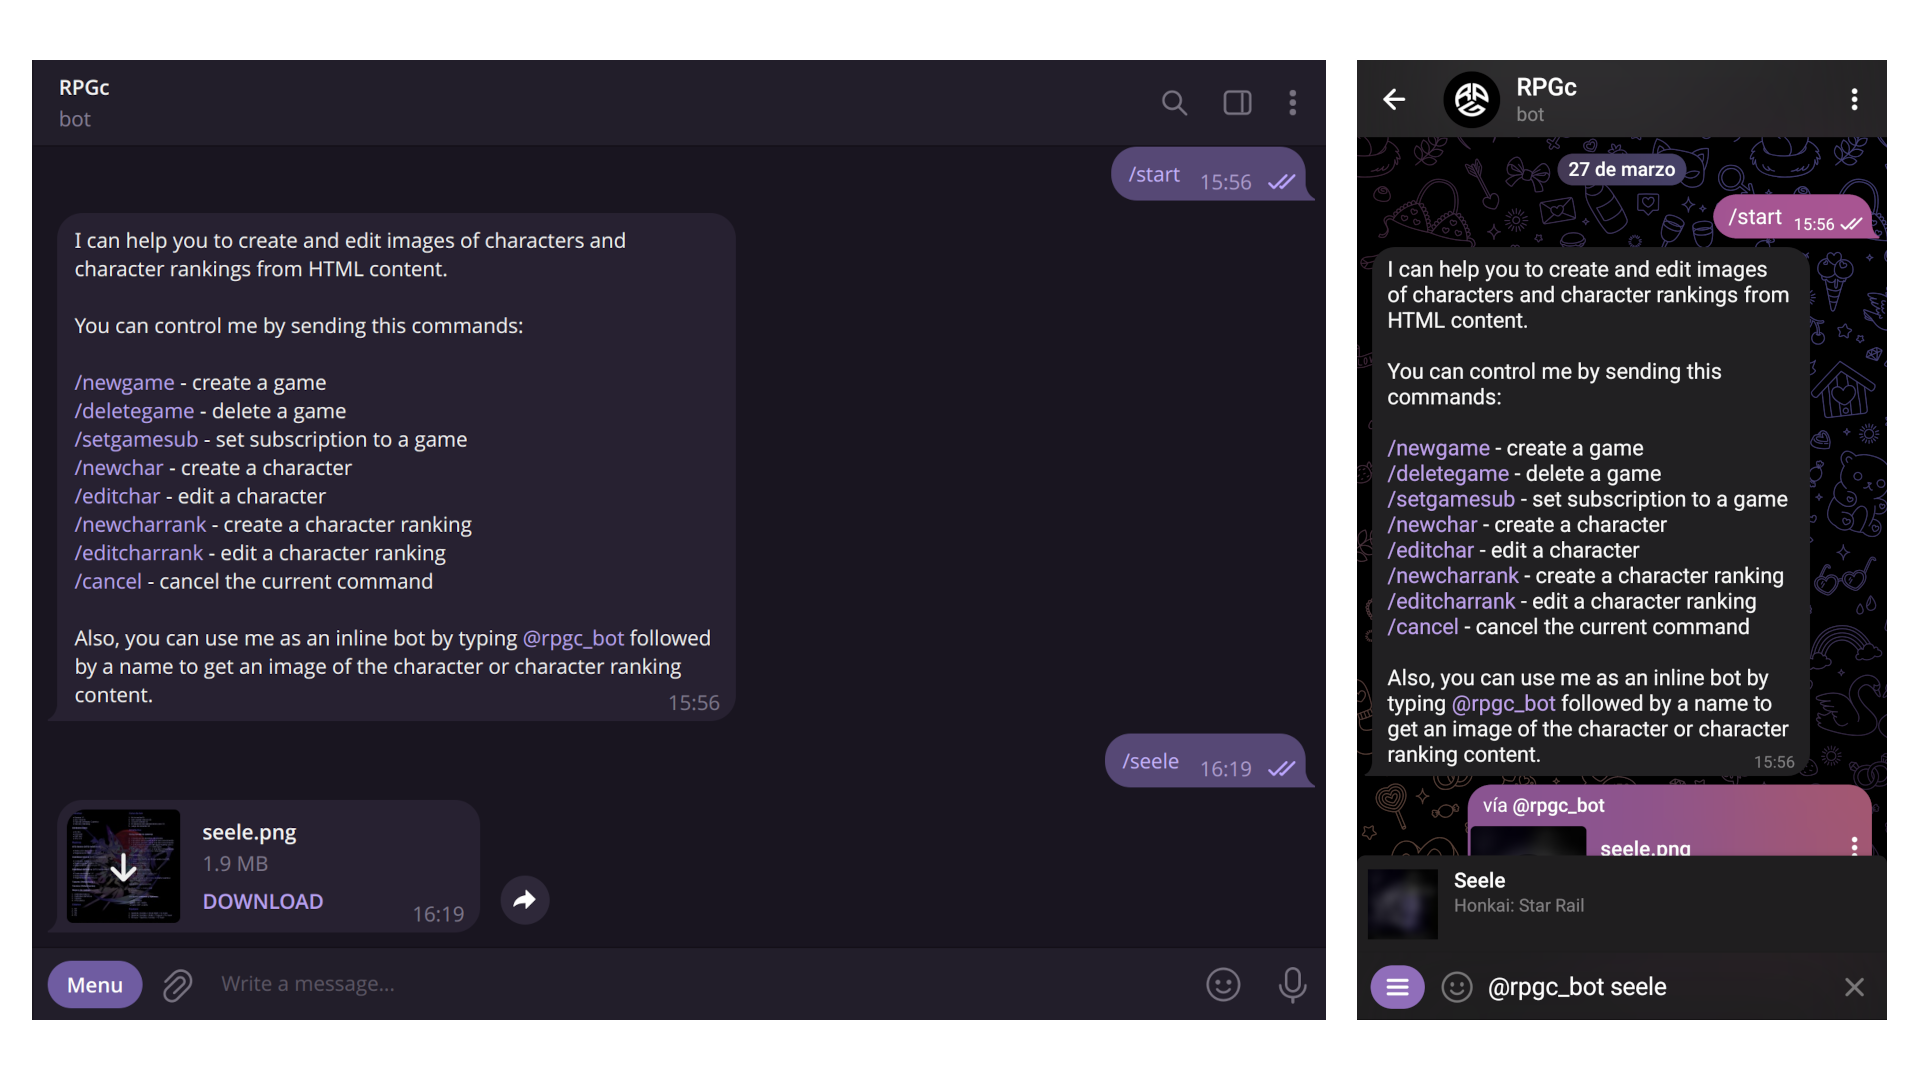 RPGc
bot
/start 15:56
I can help you to create and edit images of characters and
character rankings from HTML content.
You can control me by sending this commands:
/newgame - create a game
/deletegame - delete a game
/setgamesub - set subscription to a game
/newchar - create a character
/editchar - edit a character
/newcharrank - create a character ranking
/editcharrank - edit a character ranking
/cancel - cancel the current command
Also, you can use me as an inline bot by typing @rpgc_bot followed
by a name to get an image of the character or character ranking
content.
15:56
/seele 16:19
seele.png
1.9 MB
DOWNLOAD
16:19
Menu
Write a message...
RPGc
bot
27 de marzo
/start 15:56
I can help you to create and edit images
of characters and character rankings from
HTML content.
You can control me by sending this
commands:
/newgame - create a game
/deletegame - delete a game
/setgamesub - set subscription to a game
/newchar - create a character
/editchar - edit a character
/newcharrank - create a character ranking
/editcharrank - edit a character ranking
/cancel - cancel the current command
Also, you can use me as an inline bot by
typing @rpgc_bot followed by a name to
get an image of the character or character
ranking content.
15:56
vía @rpgc_bot
seele.png
Seele
Honkai: Star Rail
@rpgc_bot seele